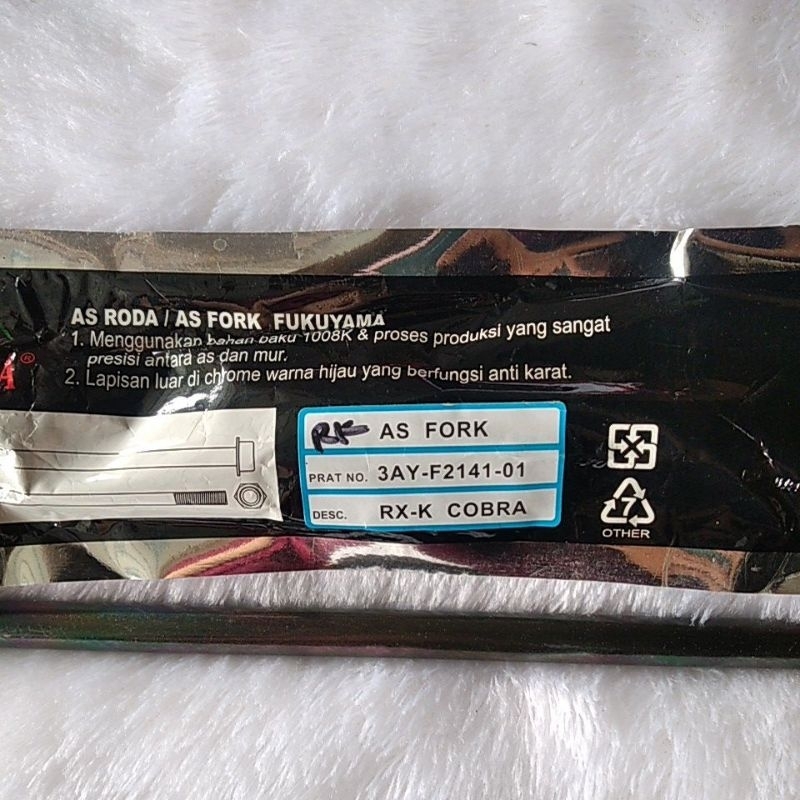 AS RODA / AS FORK FUKUYAMA
1. Menggunakan bahan baku 1008K & proses produksi yang sangat
presisi antara as dan mur.
2. Lapisan luar di chrome warna hijau yang berfungsi anti karat.
A®
RK AS FORK
PRAT NO. 3AY-F2141-01
DESC. RX-K COBRA
7
OTHER